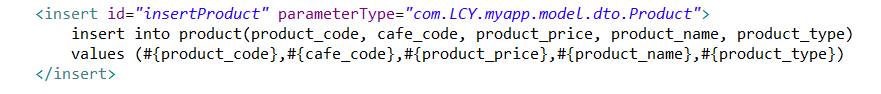 <insert id="insertProduct" parameterType="com.LCY.myapp.model.dto.Product">
insert into product(product_code, cafe_code, product_price, product_name, product_type)
values (#{product_code},#{cafe_code},#{product_price},#{product_name},#{product_type})
</insert>